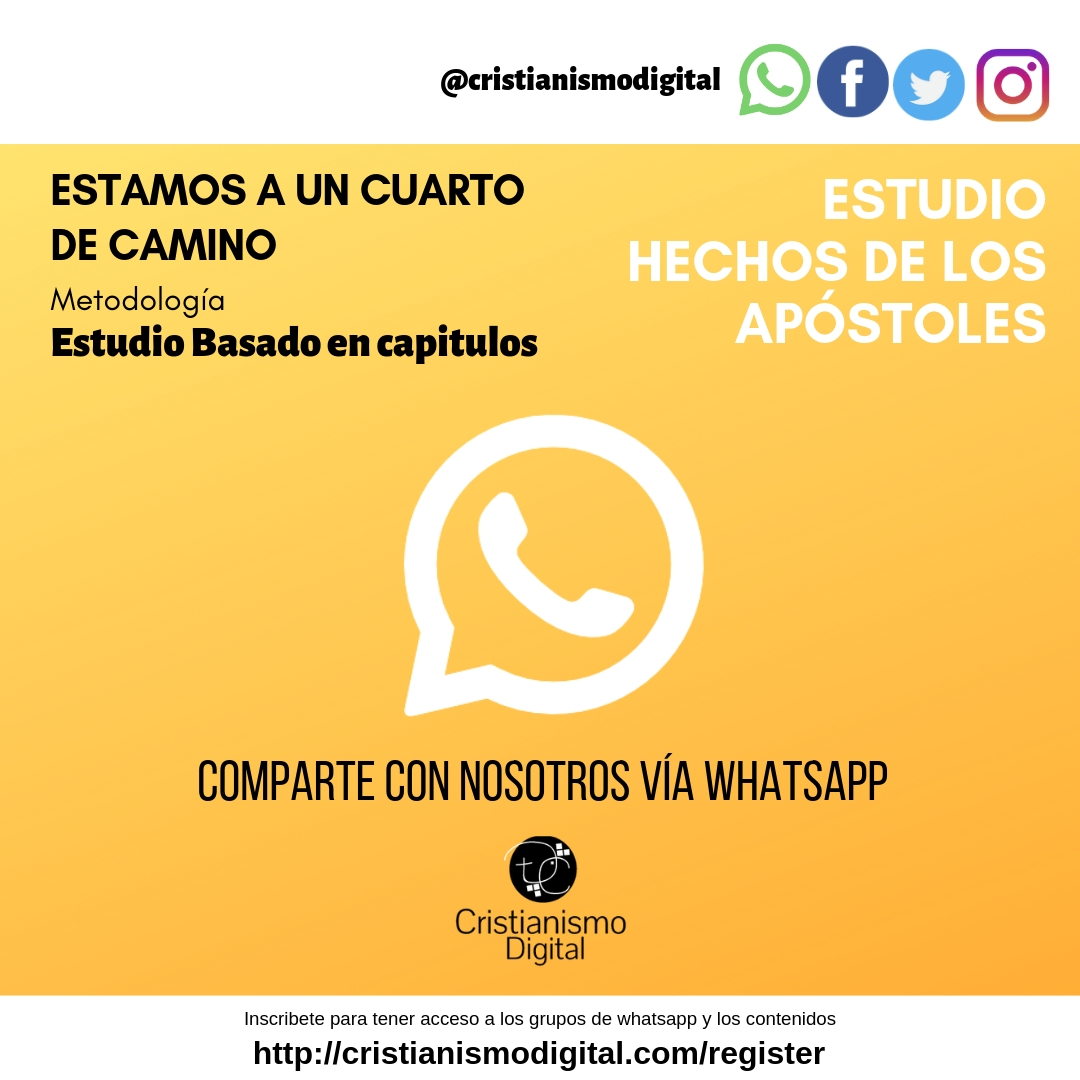 @cristianismodigital
ESTAMOS A UN CUARTO
DE CAMINO
Metodología
Estudio Basado en capitulos
ESTUDIO
HECHOS DE LOS
APÓSTOLES
COMPARTE CON NOSOTROS VÍA WHATSAPP
Cristianismo
Digital
Inscribete para tener acceso a los grupos de whatsapp y los contenidos
http://cristianismodigital.com/register